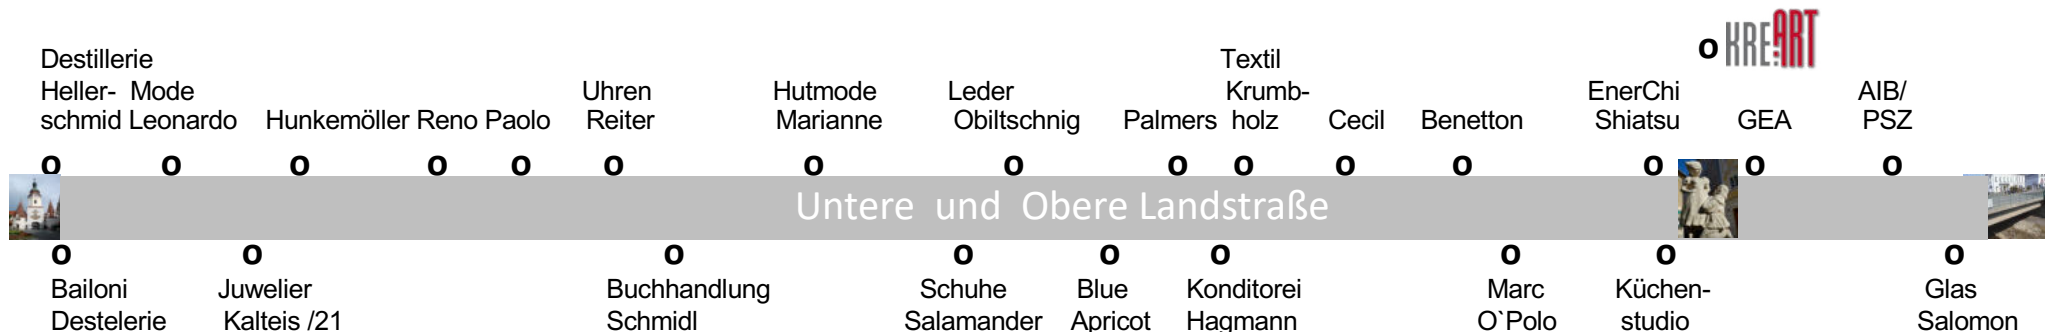 KRE:ART
Destillerie
Textil
Heller- Mode
Uhren
Hutmode
Leder
Krumb-
EnerChi
AIB/
schmid Leonardo
Hunkemöller Reno Paolo
Reiter
Marianne
Obiltschnig
Palmers holz
Cecil
Benetton
Shiatsu
GEA
PSZ
Untere und Obere Landstraße
Bailoni
Juwelier
Buchhandlung
Schuhe
Blue
Konditorei
Marc
Küchen-
Glas
Destelerie
Kalteis /21
Schmidl
Salamander
Apricot
Hagmann
O`Polo
studio
Salomon